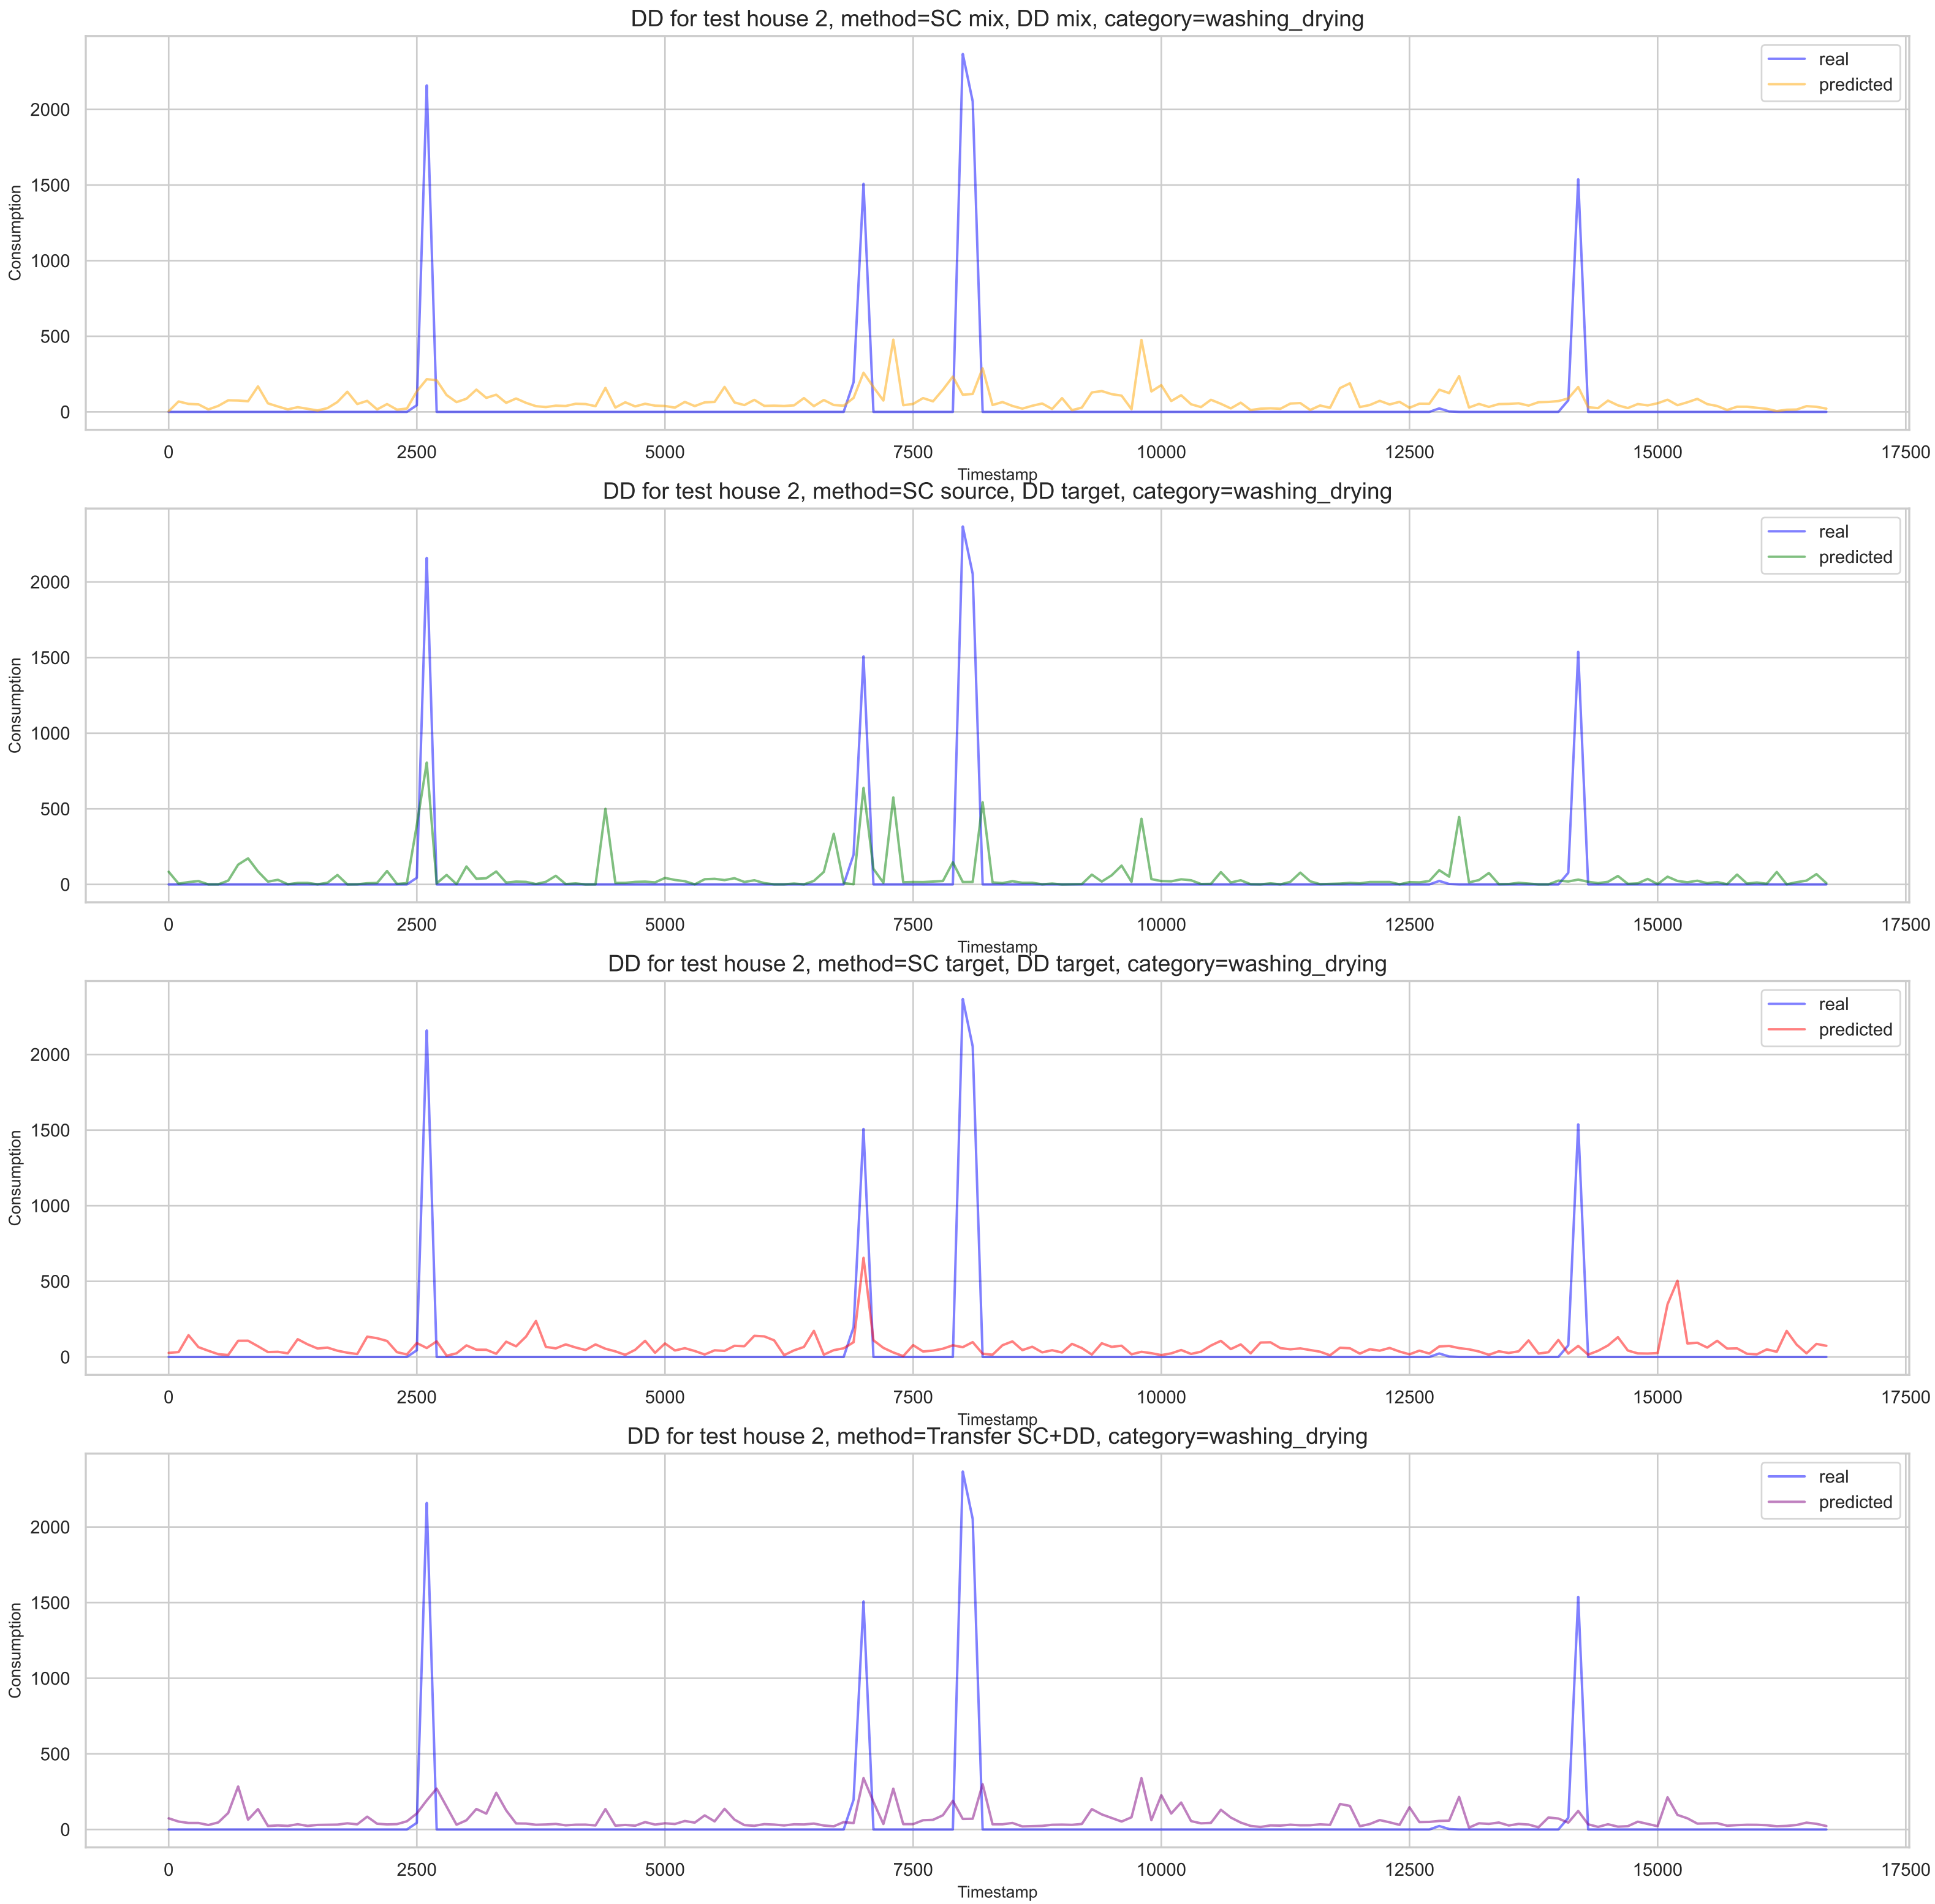 DD for test house 2, method=SC mix, DD mix, category=washing_drying
real
predicted
Consumption
2000
1500
1000
500
0
0 2500 5000 7500 10000 12500 15000 17500
Timestamp
DD for test house 2, method=SC source, DD target, category=washing_drying
real
predicted
Consumption
2000
1500
1000
500
0
0 2500 5000 7500 10000 12500 15000 17500
Timestamp
DD for test house 2, method=SC target, DD target, category=washing_drying
real
predicted
Consumption
2000
1500
1000
500
0
0 2500 5000 7500 10000 12500 15000 17500
Timestamp
DD for test house 2, method=Transfer SC+DD, category=washing_drying
real
predicted
Consumption
2000
1500
1000
500
0
0 2500 5000 7500 10000 12500 15000 17500
Timestamp